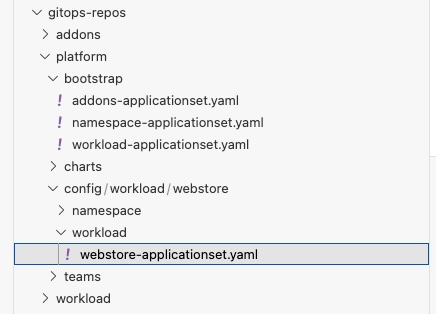 gitops-repos
addons
platform
bootstrap
! addons-applicationset.yaml
! namespace-applicationset.yaml
! workload-applicationset.yaml
charts
config/workload/webstore
namespace
workload
! webstore-applicationset.yaml
teams
workload